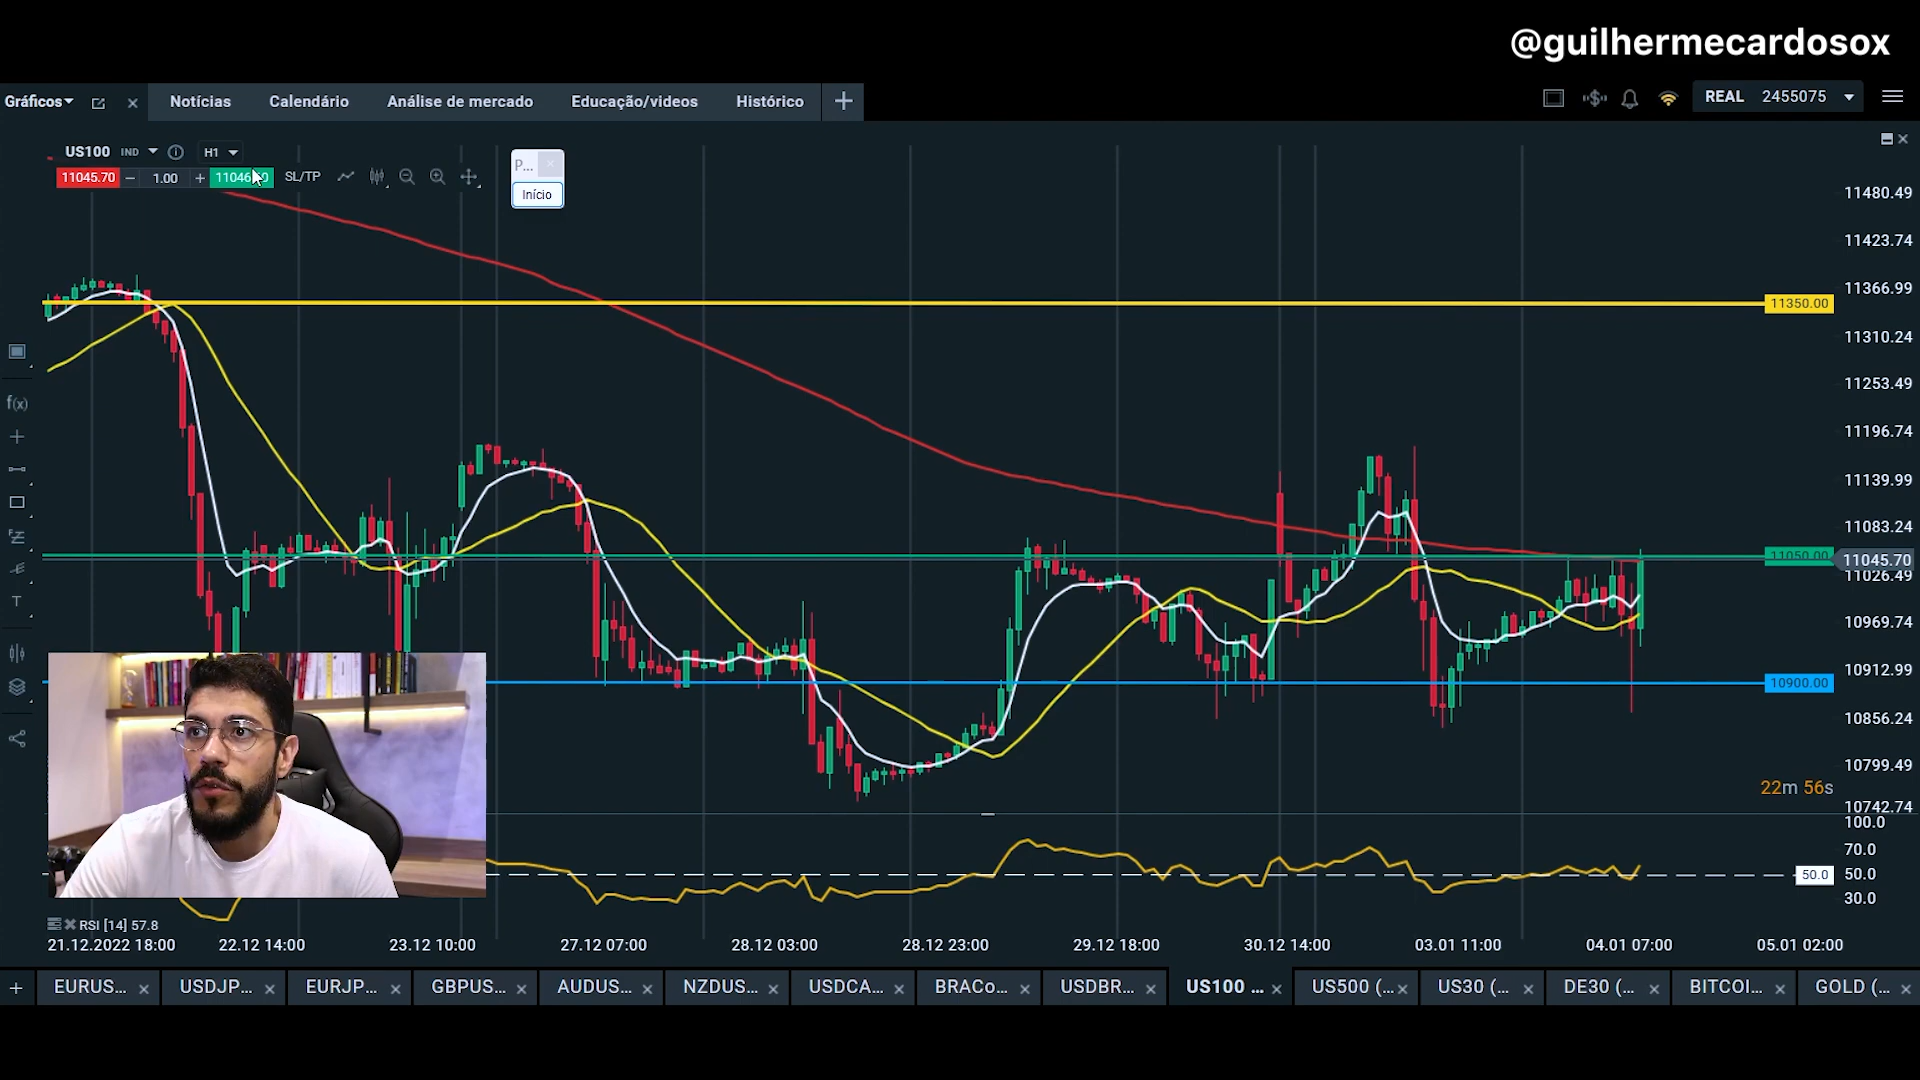 @guilhermecardosox
Gráficos Notícias Calendário Análise de mercado Educação/videos Histórico REAL 2455075
US100 IND H1
11045.70 1.00 SL/TP
P...
Início
11480.49
11423.74
11366.99
11350.00
11310.24
11253.49
11196.74
11139.99
11083.24
11050.00
11045.70
11026.49
10969.74
10912.99
10900.00
10856.24
10799.49
22m 56s
10742.74
100.0
70.0
50.0 50.0
30.0
f(x)
T
RSI [14] 57.8
21.12.2022 18:00 22.12 14:00 23.12 10:00 27.12 07:00 28.12 03:00 28.12 23:00 29.12 18:00 30.12 14:00 03.01 11:00 04.01 07:00 05.01 02:00
EURUS... USDJP... EURJP... GBPUS... AUDUS... NZDUS... USDCA... BRACo... USDBR... US100 ... US500 (... US30 (... DE30 (... BITCOI... GOLD (...